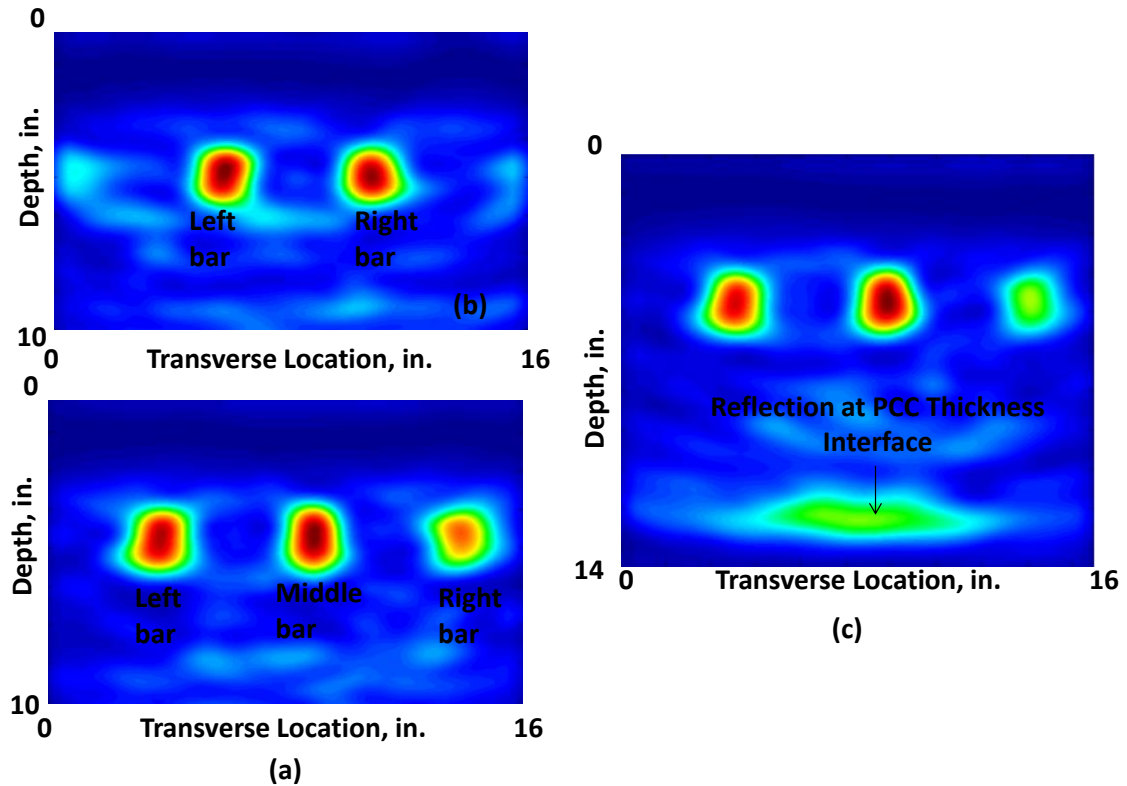 0
Depth, in.
Left
bar
Right
bar
(b)
10
0
Transverse Location, in.
16
0
Depth, in.
Left
bar
Middle
bar
Right
bar
10
0
Transverse Location, in.
16
(a)
0
Depth, in.
Reflection at PCC Thickness
Interface
14
0
Transverse Location, in.
16
(c)